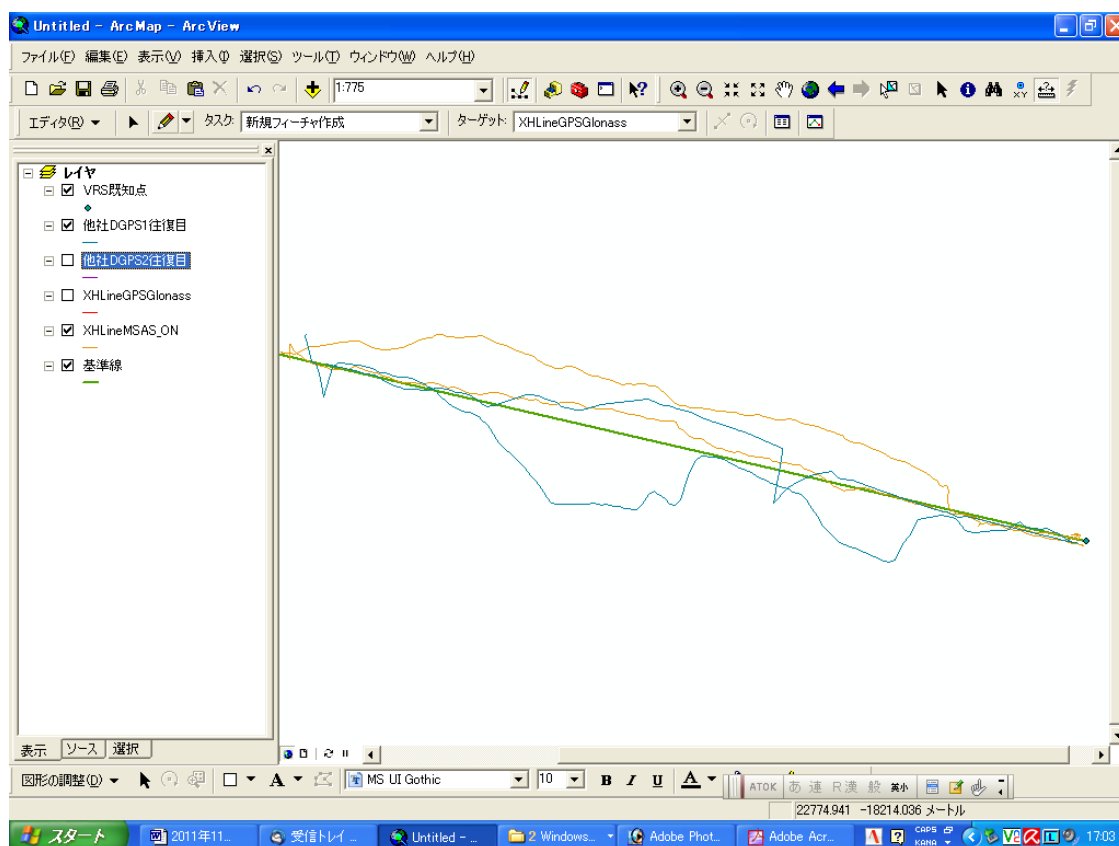 Untitled - ArcMap - ArcView
ファイル(F) 編集(E) 表示(V) 挿入(I) 選択(S) ツール(T) ウィンドウ(W) ヘルプ(H)
1:775
エディタ(R) タスク: 新規フィーチャ作成 ターゲット: XHLineGPSGlonass
レイヤ
VRS既知点
他社DGPS1往復目
他社DGPS2往復目
XHLineGPSGlonass
XHLineMSAS_ON
基準線
表示 ソース 選択
図形の調整(D) A MS UI Gothic 10 B I U A
ATOK あ 連 R漢 般 英小
22774.941 -18214.036 メートル
スタート 2011年11... 受信トレイ ... Untitled - ... 2 Windows... Adobe Phot... Adobe Acr... CAPS KANA 17:03